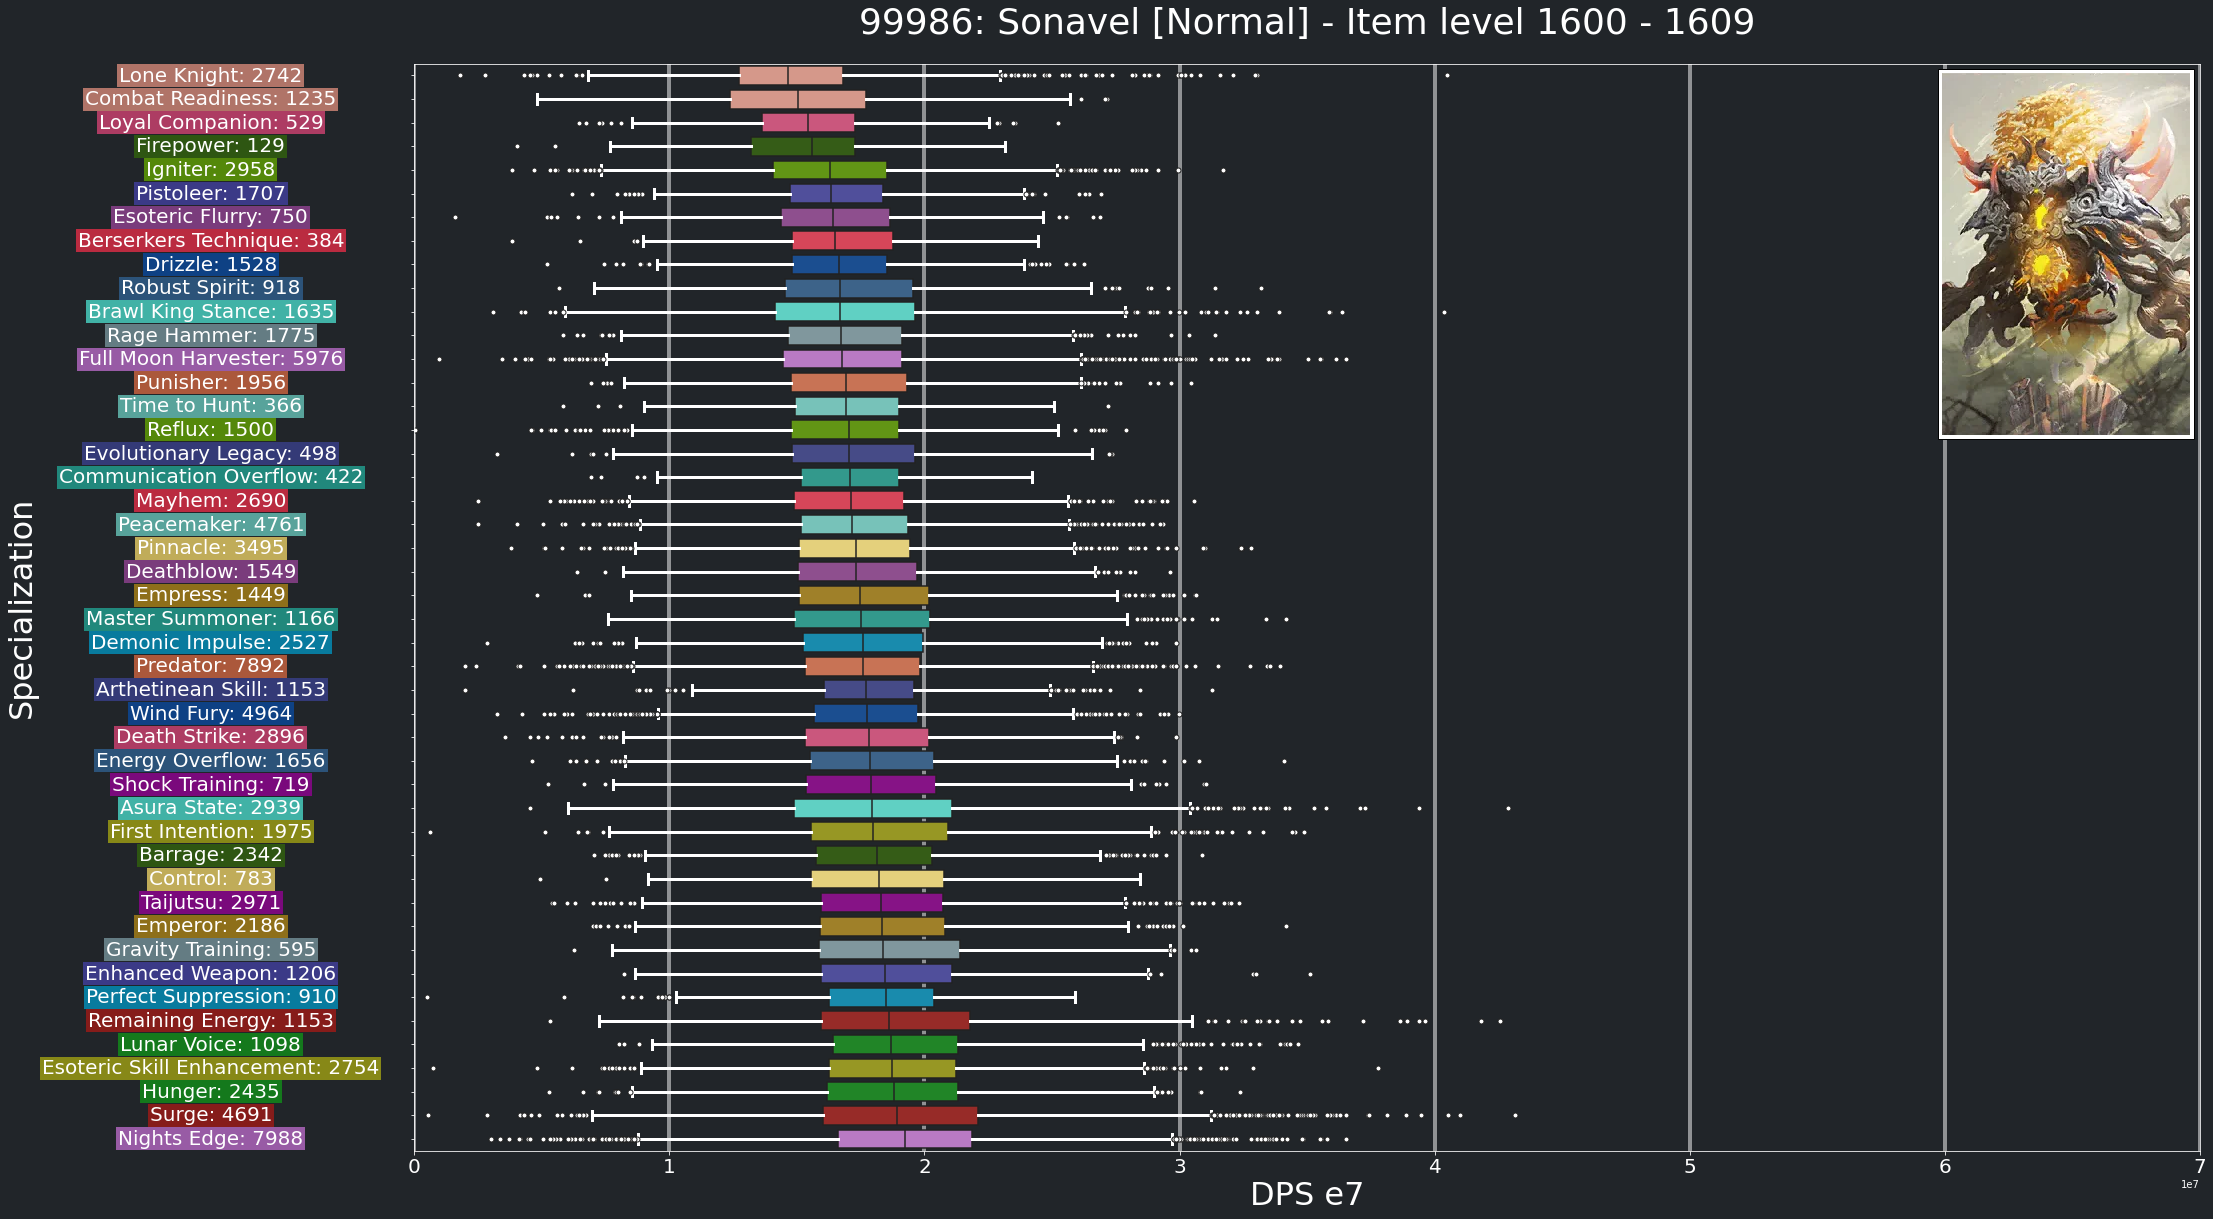 99986: Sonavel [Normal] - Item level 1600 - 1609
Lone Knight: 2742
Combat Readiness: 1235
Loyal Companion: 529
Firepower: 129
Igniter: 2958
Pistoleer: 1707
Esoteric Flurry: 750
Berserkers Technique: 384
Drizzle: 1528
Robust Spirit: 918
Brawl King Stance: 1635
Rage Hammer: 1775
Full Moon Harvester: 5976
Punisher: 1956
Time to Hunt: 366
Reflux: 1500
Evolutionary Legacy: 498
Communication Overflow: 422
Mayhem: 2690
Peacemaker: 4761
Pinnacle: 3495
Deathblow: 1549
Empress: 1449
Master Summoner: 1166
Demonic Impulse: 2527
Predator: 7892
Arthetinean Skill: 1153
Wind Fury: 4964
Death Strike: 2896
Energy Overflow: 1656
Shock Training: 719
Asura State: 2939
First Intention: 1975
Barrage: 2342
Control: 783
Taijutsu: 2971
Emperor: 2186
Gravity Training: 595
Enhanced Weapon: 1206
Perfect Suppression: 910
Remaining Energy: 1153
Lunar Voice: 1098
Esoteric Skill Enhancement: 2754
Hunger: 2435
Surge: 4691
Nights Edge: 7988
Specialization
0 1 2 3 4 5 6 7
1e7
DPS e7